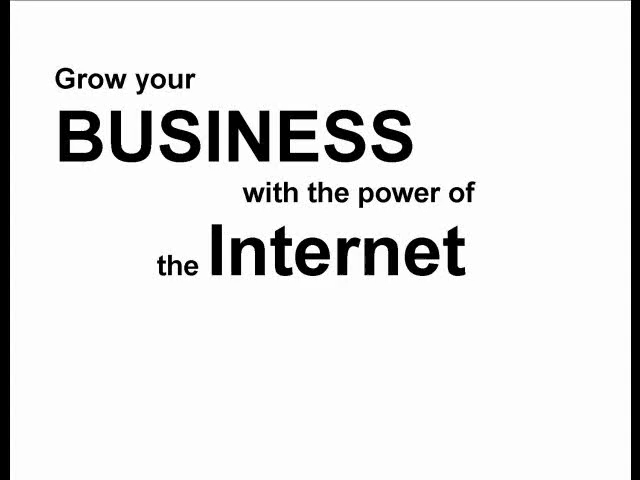 Grow your
BUSINESS
with the power of
the Internet